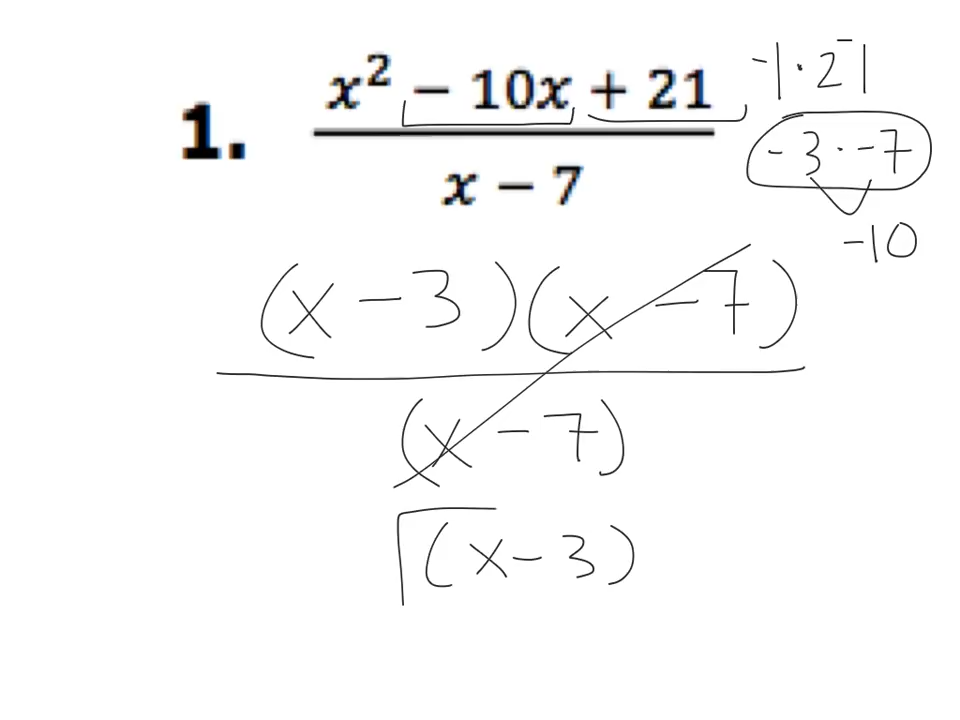 1. (x² − 10x + 21)/(x − 7)
-1 · -21
-3 · -7
-10
(x - 3)(x - 7)
(x - 7)
(x - 3)